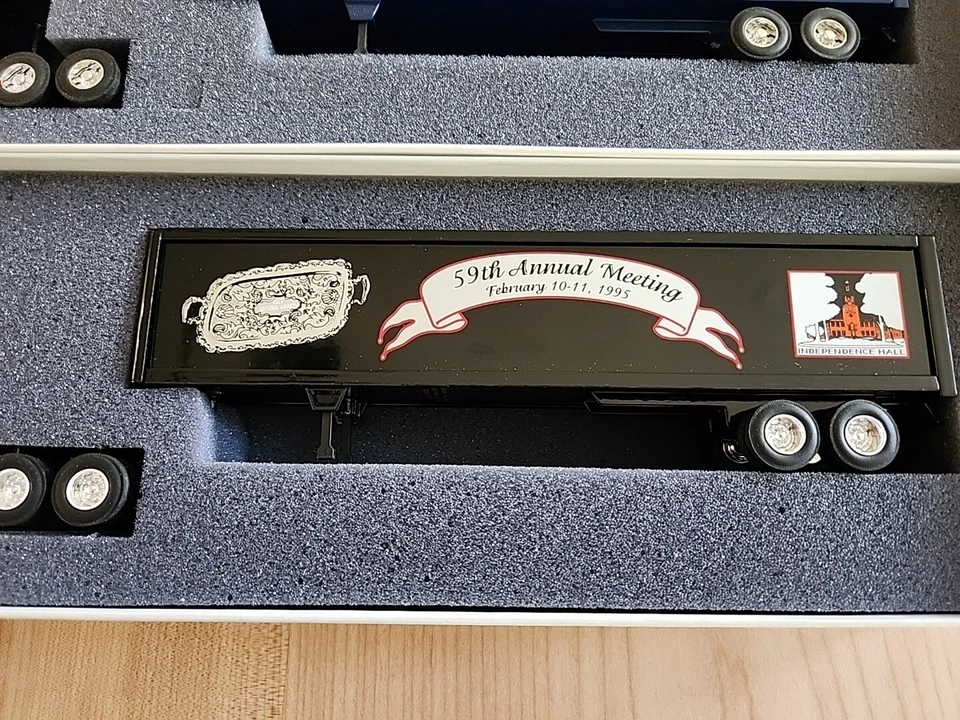 59th Annual Meeting
February 10-11, 1995
INDEPENDENCE HALL